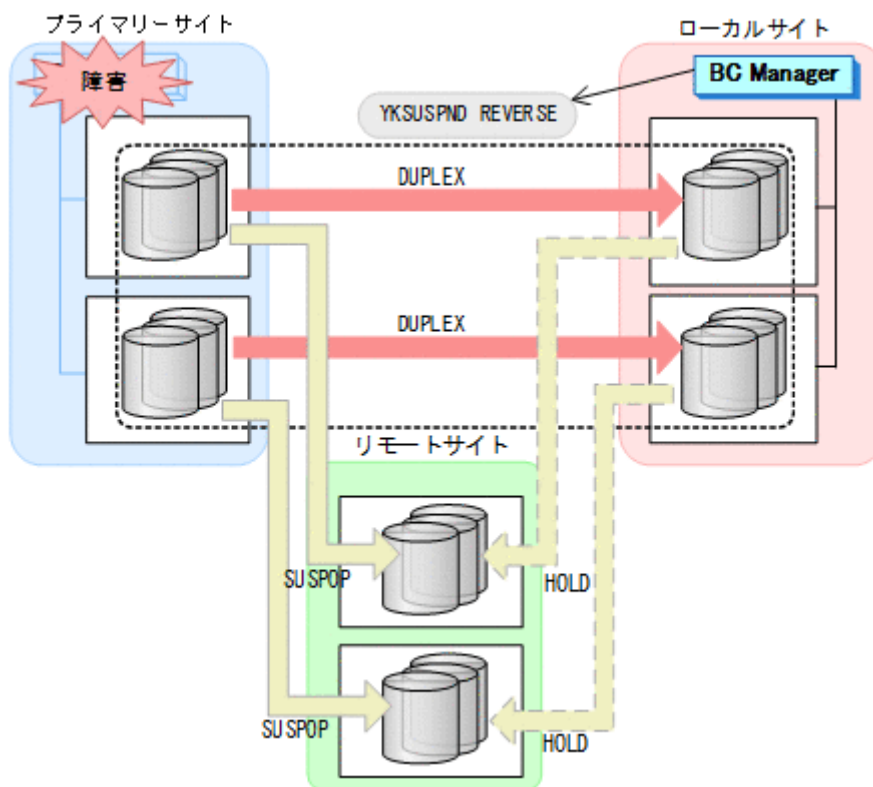 プライマリーサイト
ローカルサイト
障害
BC Manager
YKSUSPND REVERSE
DUPLEX
DUPLEX
リモートサイト
SUSPOP
HOLD
SUSPOP
HOLD